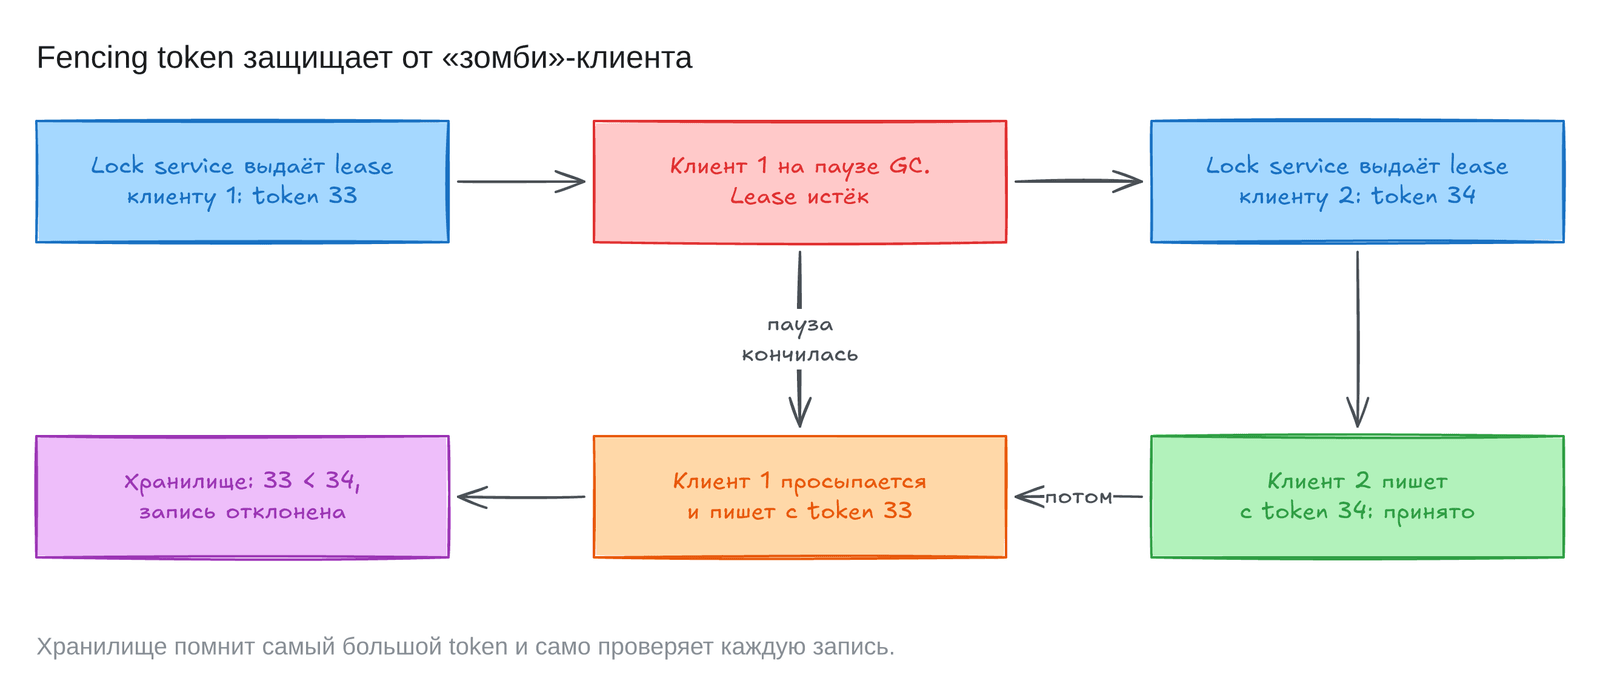 Fencing token защищает от «зомби»-клиента
Lock service выдаёт lease
клиенту 1: token 33
Клиент 1 на паузе GC.
Lease истёк
Lock service выдаёт lease
клиенту 2: token 34
пауза
кончилась
Хранилище: 33 < 34,
запись отклонена
Клиент 1 просыпается
и пишет с token 33
потом
Клиент 2 пишет
с token 34: принято
Хранилище помнит самый большой token и само проверяет каждую запись.